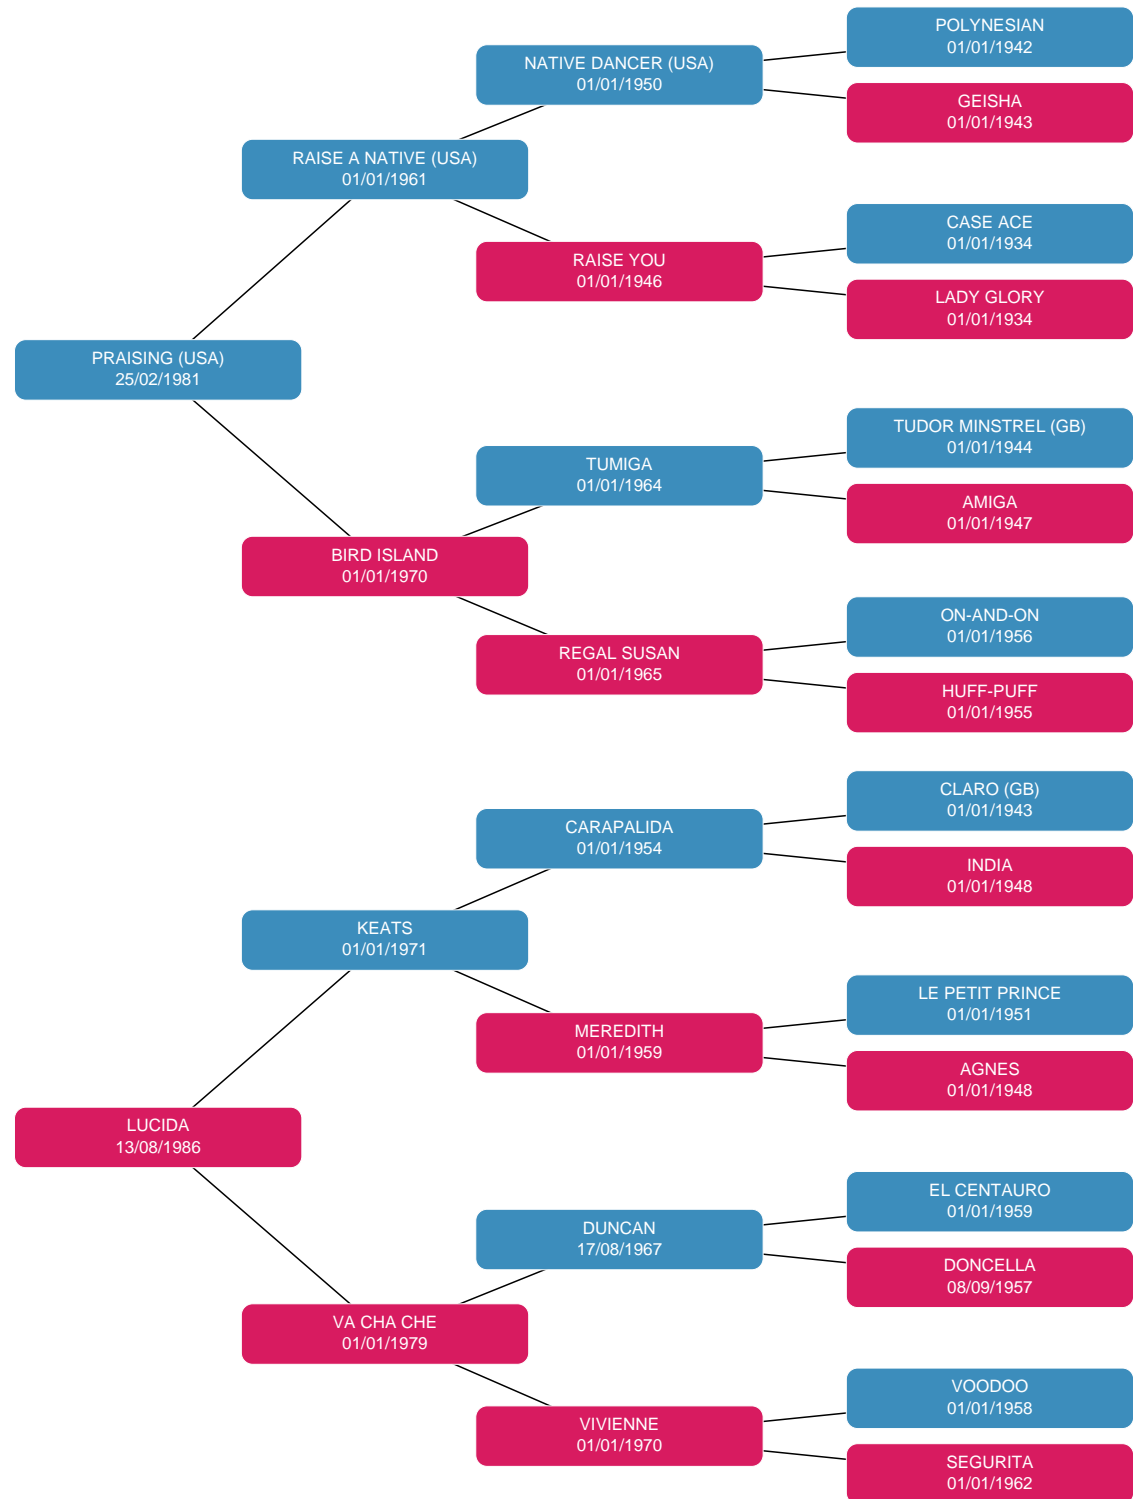 POLYNESIAN
01/01/1942
NATIVE DANCER (USA)
01/01/1950
GEISHA
01/01/1943
RAISE A NATIVE (USA)
01/01/1961
CASE ACE
01/01/1934
RAISE YOU
01/01/1946
LADY GLORY
01/01/1934
PRAISING (USA)
25/02/1981
TUDOR MINSTREL (GB)
01/01/1944
TUMIGA
01/01/1964
AMIGA
01/01/1947
BIRD ISLAND
01/01/1970
ON-AND-ON
01/01/1956
REGAL SUSAN
01/01/1965
HUFF-PUFF
01/01/1955
CLARO (GB)
01/01/1943
CARAPALIDA
01/01/1954
INDIA
01/01/1948
KEATS
01/01/1971
LE PETIT PRINCE
01/01/1951
MEREDITH
01/01/1959
AGNES
01/01/1948
LUCIDA
13/08/1986
EL CENTAURO
01/01/1959
DUNCAN
17/08/1967
DONCELLA
08/09/1957
VA CHA CHE
01/01/1979
VOODOO
01/01/1958
VIVIENNE
01/01/1970
SEGURITA
01/01/1962